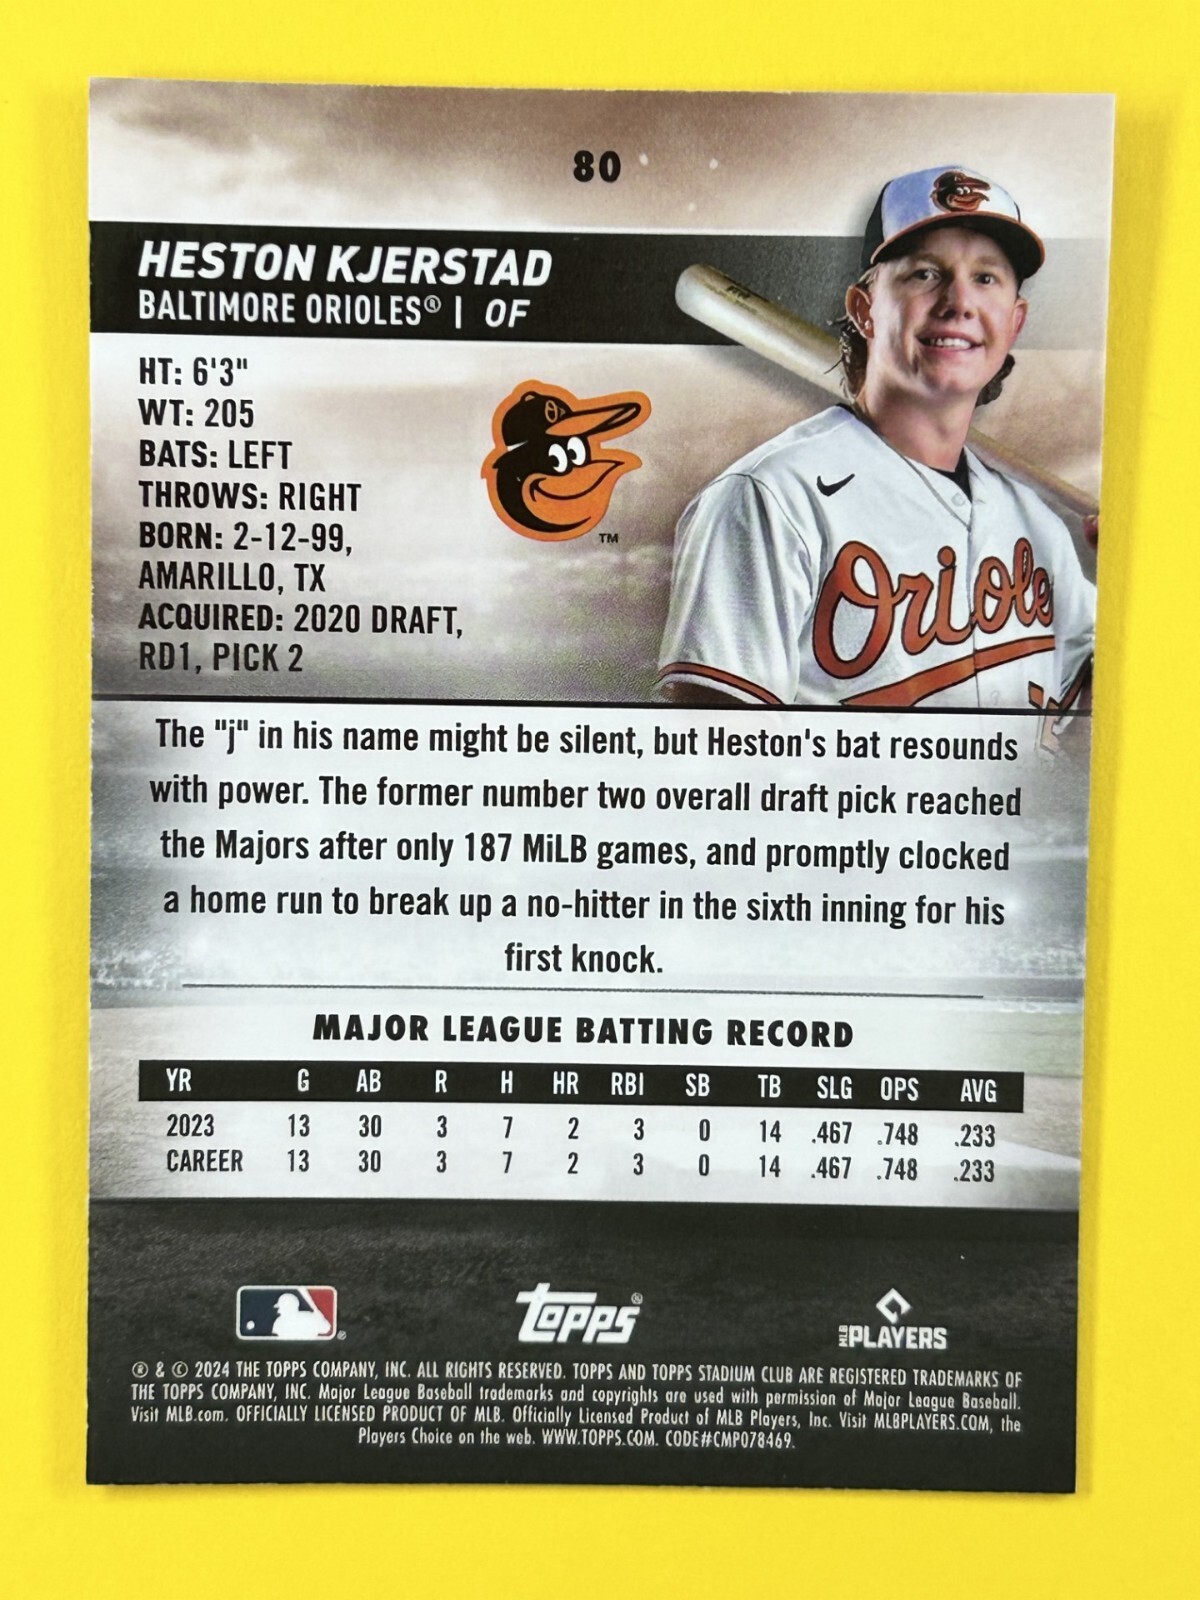 80
HESTON KJERSTAD
BALTIMORE ORIOLES® | OF
HT: 6'3"
WT: 205
BATS: LEFT
THROWS: RIGHT
BORN: 2-12-99,
AMARILLO, TX
ACQUIRED: 2020 DRAFT,
RD1, PICK 2
TM
Oriole
The "j" in his name might be silent, but Heston's bat resounds
with power. The former number two overall draft pick reached
the Majors after only 187 MiLB games, and promptly clocked
a home run to break up a no-hitter in the sixth inning for his
first knock.
MAJOR LEAGUE BATTING RECORD
YR G AB R H HR RBI SB TB SLG OPS AVG
2023 13 30 3 7 2 3 0 14 .467 .748 .233
CAREER 13 30 3 7 2 3 0 14 .467 .748 .233
® Topps® MLB PLAYERS
® & © 2024 THE TOPPS COMPANY, INC. ALL RIGHTS RESERVED. TOPPS AND TOPPS STADIUM CLUB ARE REGISTERED TRADEMARKS OF
THE TOPPS COMPANY, INC. Major League Baseball trademarks and copyrights are used with permission of Major League Baseball.
Visit MLB.com. OFFICIALLY LICENSED PRODUCT OF MLB. Officially Licensed Product of MLB Players, Inc. Visit MLBPLAYERS.COM, the
Players Choice on the web. WWW.TOPPS.COM. CODE#CMP078469.